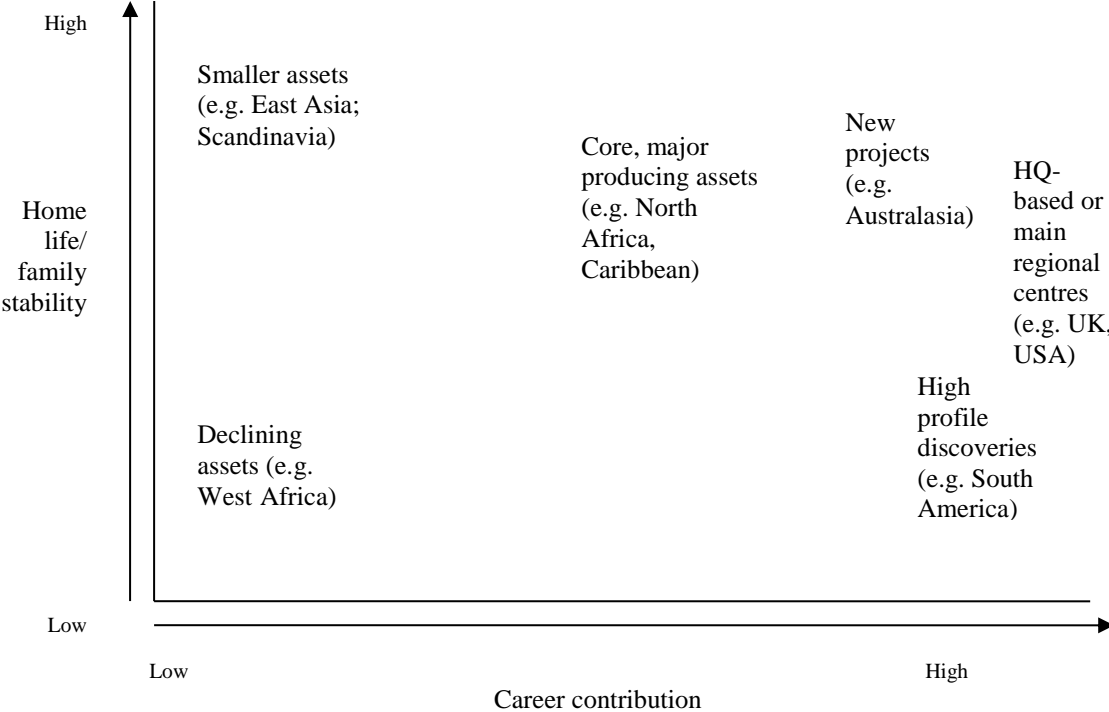 High
Smaller assets
(e.g. East Asia;
Scandinavia)
Core, major
producing assets
(e.g. North
Africa,
Caribbean)
New
projects
(e.g.
Australasia)
HQ-
based or
main
regional
centres
(e.g. UK,
USA)
Home
life/
family
stability
High
profile
discoveries
(e.g. South
America)
Declining
assets (e.g.
West Africa)
Low
Low
High
Career contribution